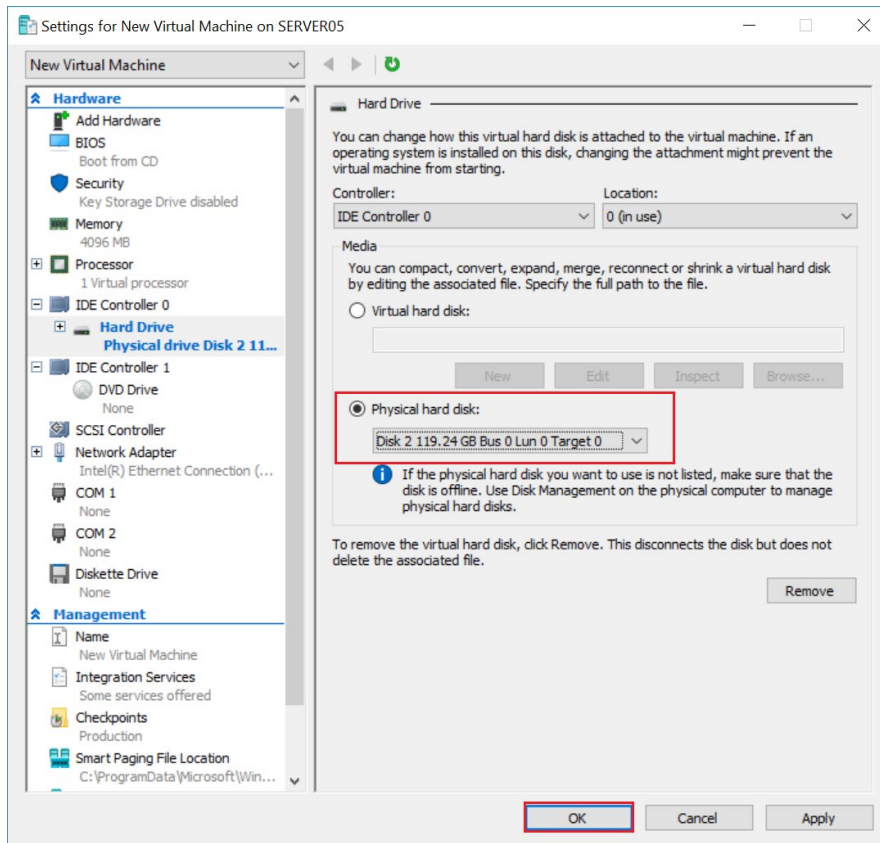 Settings for New Virtual Machine on SERVER05
New Virtual Machine
Hardware
Add Hardware
BIOS
Boot from CD
Security
Key Storage Drive disabled
Memory
4096 MB
Processor
1 Virtual processor
IDE Controller 0
Hard Drive
Physical drive Disk 2 11...
IDE Controller 1
DVD Drive
None
SCSI Controller
Network Adapter
Intel(R) Ethernet Connection (...
COM 1
None
COM 2
None
Diskette Drive
None
Management
Name
New Virtual Machine
Integration Services
Some services offered
Checkpoints
Production
Smart Paging File Location
C:\ProgramData\Microsoft\Win...
Hard Drive
You can change how this virtual hard disk is attached to the virtual machine. If an
operating system is installed on this disk, changing the attachment might prevent the
virtual machine from starting.
Controller:
Location:
IDE Controller 0
0 (in use)
Media
You can compact, convert, expand, merge, reconnect or shrink a virtual hard disk
by editing the associated file. Specify the full path to the file.
Virtual hard disk:
New
Edit
Inspect
Browse...
Physical hard disk:
Disk 2 119.24 GB Bus 0 Lun 0 Target 0
If the physical hard disk you want to use is not listed, make sure that the
disk is offline. Use Disk Management on the physical computer to manage
physical hard disks.
To remove the virtual hard disk, click Remove. This disconnects the disk but does not
delete the associated file.
Remove
OK
Cancel
Apply